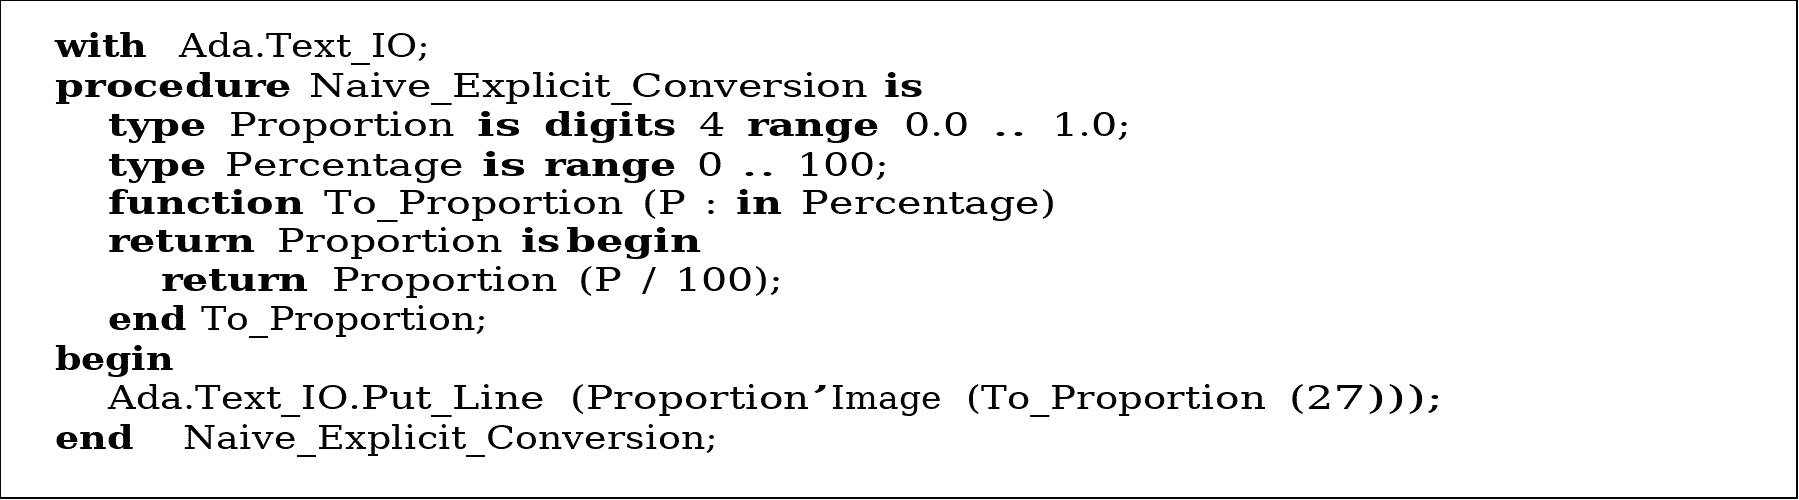 with Ada.Text_IO;
procedure Naive_Explicit_Conversion is
type Proportion is digits 4 range 0.0 .. 1.0;
type Percentage is range 0 .. 100;
function To_Proportion (P : in Percentage)
return Proportion is begin
return Proportion (P / 100);
end To_Proportion;
begin
Ada.Text_IO.Put_Line (Proportion'Image (To_Proportion (27)));
end Naive_Explicit_Conversion;